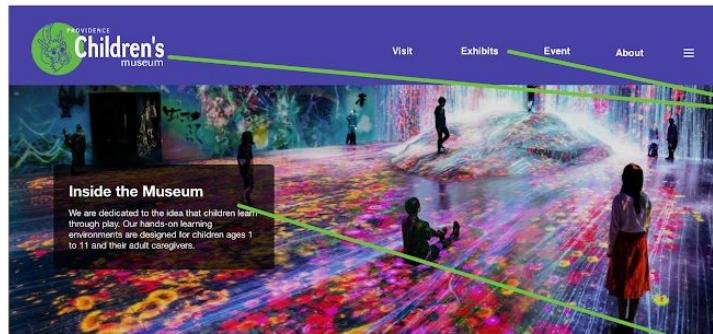 PROVIDENCE
Children's
museum
Visit Exhibits Event About
Inside the Museum
We are dedicated to the idea that children learn
through play. Our hands-on learning
environments are designed for children ages 1
to 11 and their adult caregivers.